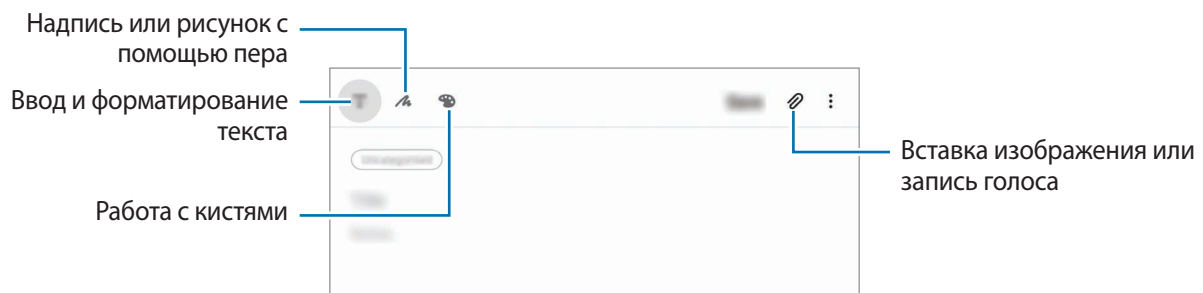 Надпись или рисунок с
помощью пера
Ввод и форматирование
текста
Работа с кистями
Вставка изображения или
запись голоса